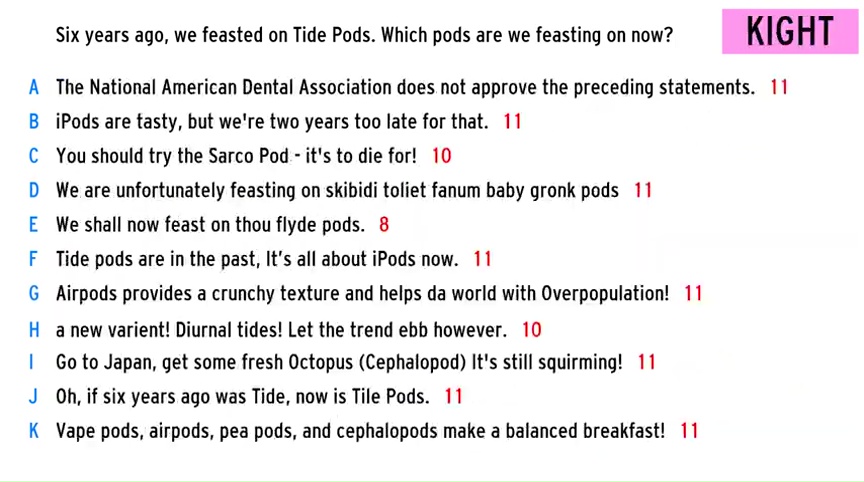 Six years ago, we feasted on Tide Pods. Which pods are we feasting on now?
KIGHT
A The National American Dental Association does not approve the preceding statements. 11
B iPods are tasty, but we're two years too late for that. 11
C You should try the Sarco Pod - it's to die for! 10
D We are unfortunately feasting on skibidi toliet fanum baby gronk pods 11
E We shall now feast on thou flyde pods. 8
F Tide pods are in the past, It's all about iPods now. 11
G Airpods provides a crunchy texture and helps da world with Overpopulation! 11
H a new varient! Diurnal tides! Let the trend ebb however. 10
I Go to Japan, get some fresh Octopus (Cephalopod) It's still squirming! 11
J Oh, if six years ago was Tide, now is Tile Pods. 11
K Vape pods, airpods, pea pods, and cephalopods make a balanced breakfast! 11